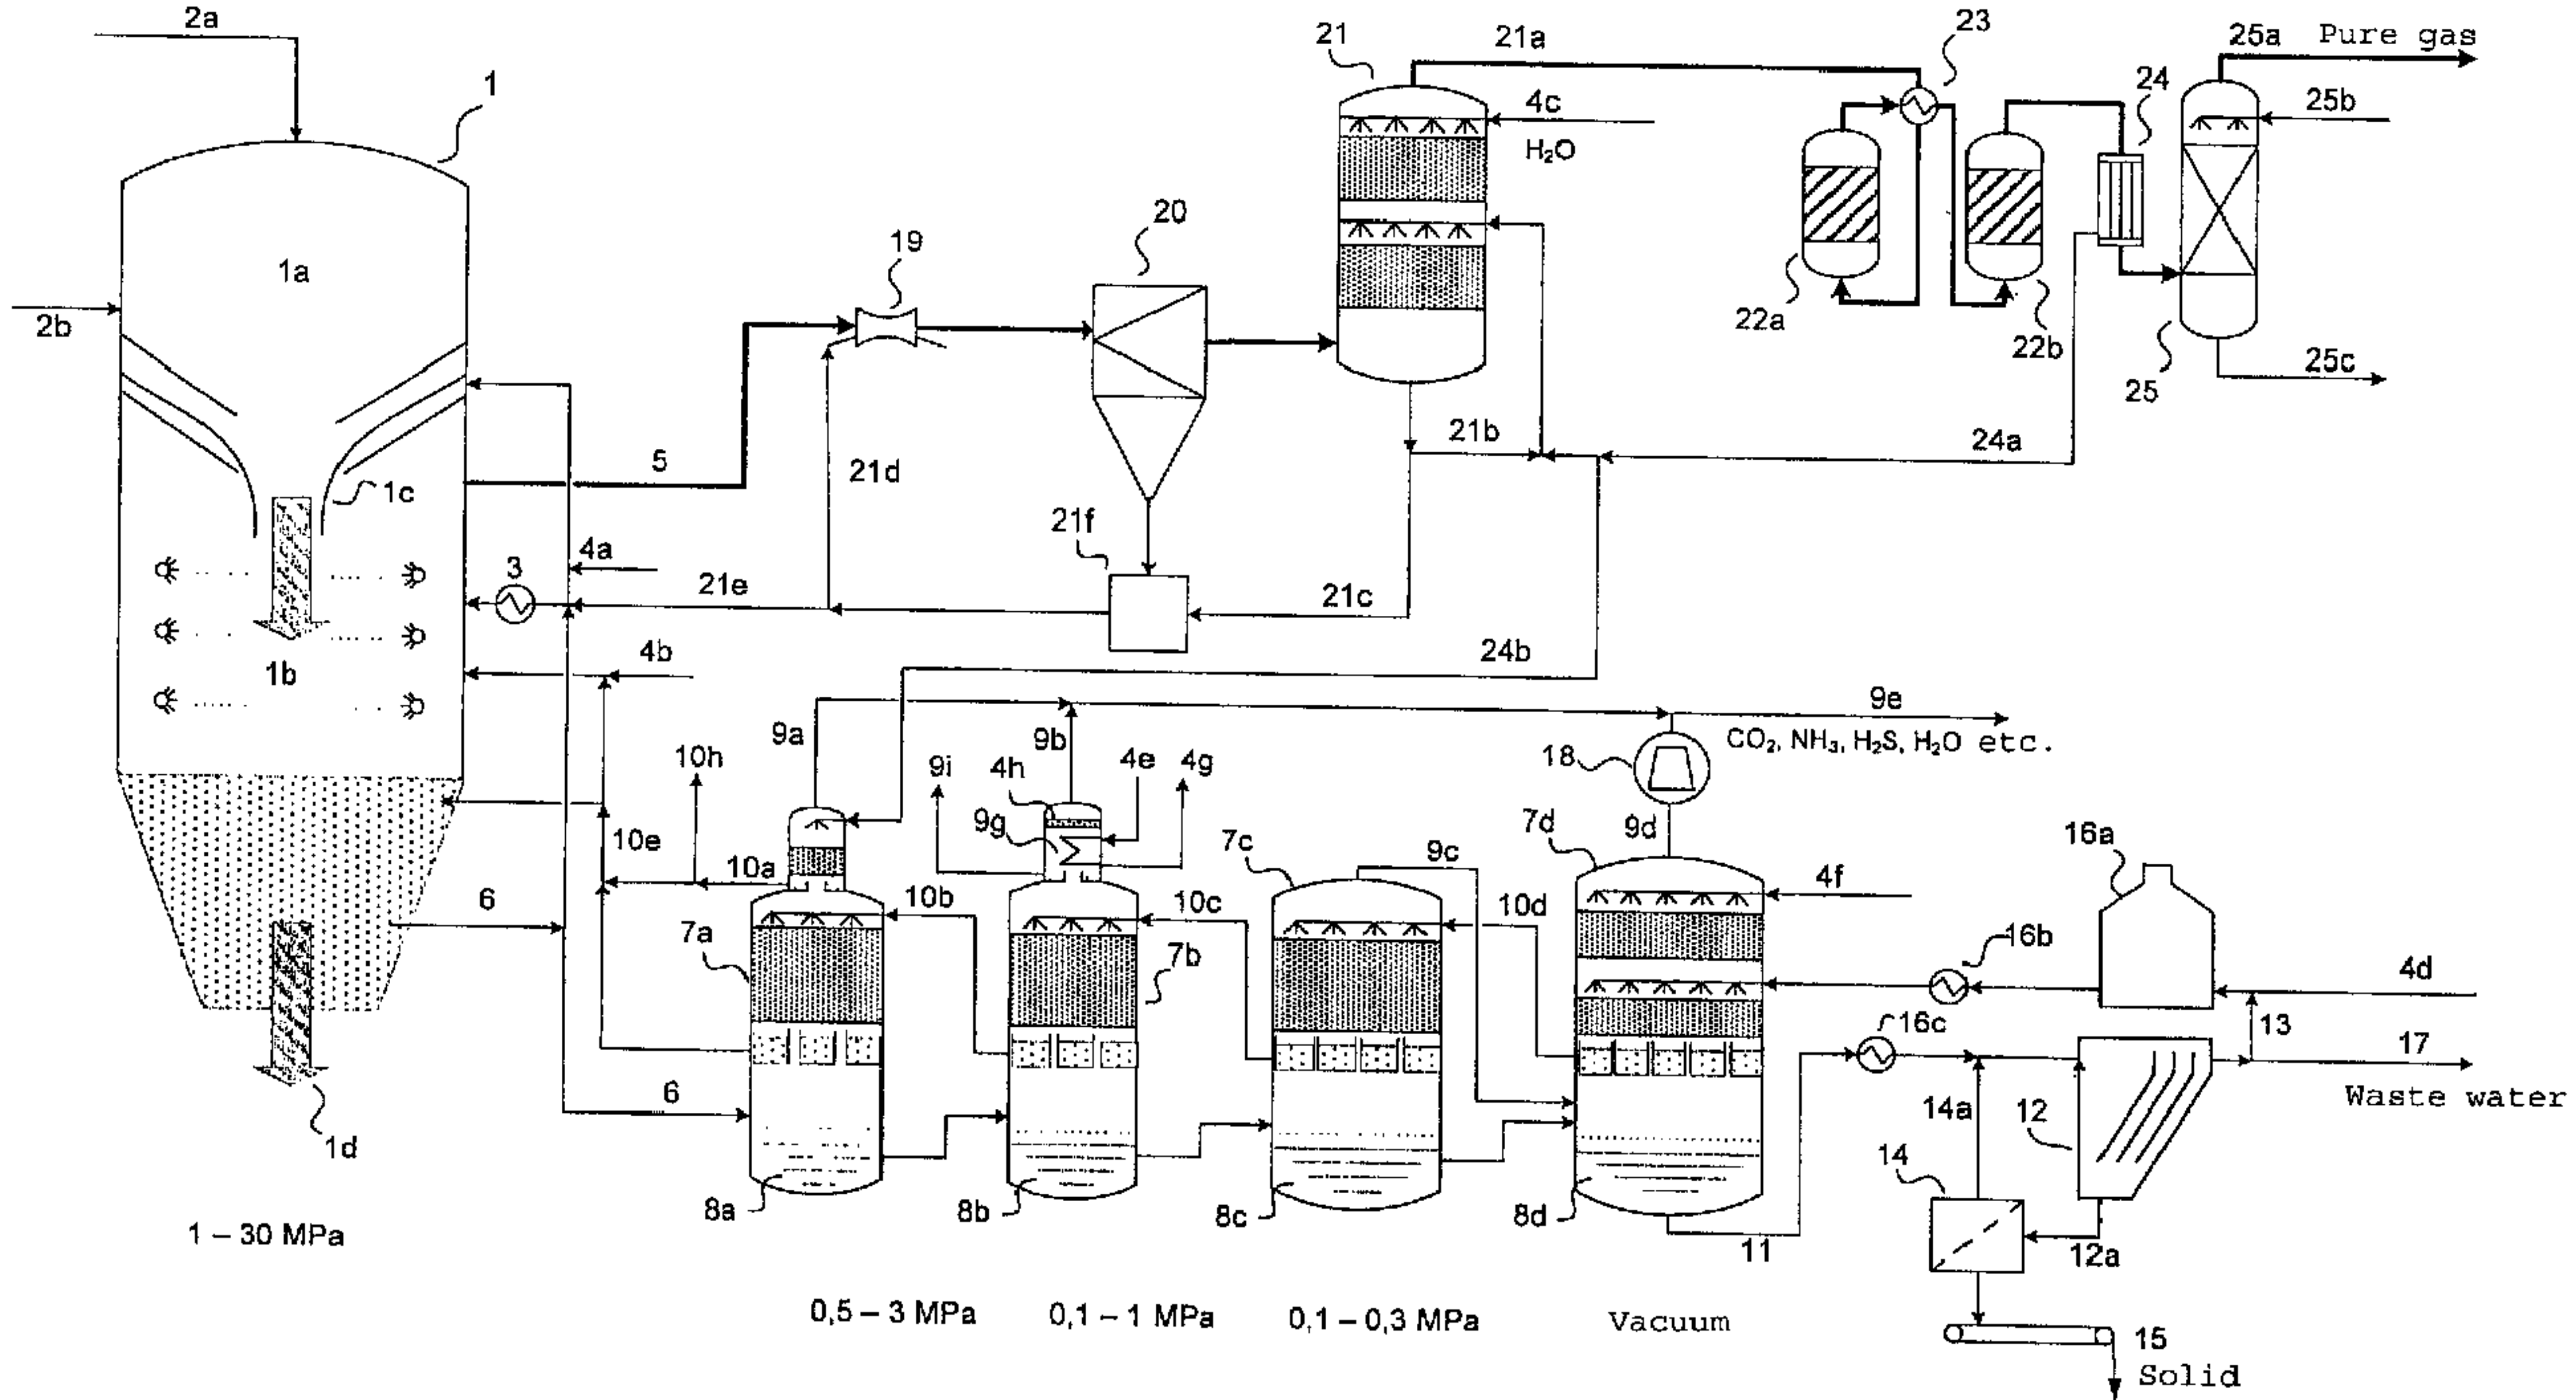 2a
1
1a
2b
1c
1b
1d
1 – 30 MPa
5
3
4a
4b
21e
21d
19
20
21f
21c
21
21a
4c
H₂O
21b
23
22a
22b
24
24a
24b
25a Pure gas
25b
25
25c
6
6
10e
10h
10a
9a
9b
9i
4h
9g
4e
4g
9e
CO₂, NH₃, H₂S, H₂O etc.
18
9d
7a
10b
7b
10c
7c
9c
10d
7d
4f
16a
16b
4d
16c
13
17
Waste water
12
14a
14
12a
11
8a
8b
8c
8d
0,5 – 3 MPa
0,1 – 1 MPa
0,1 – 0,3 MPa
Vacuum
15
Solid